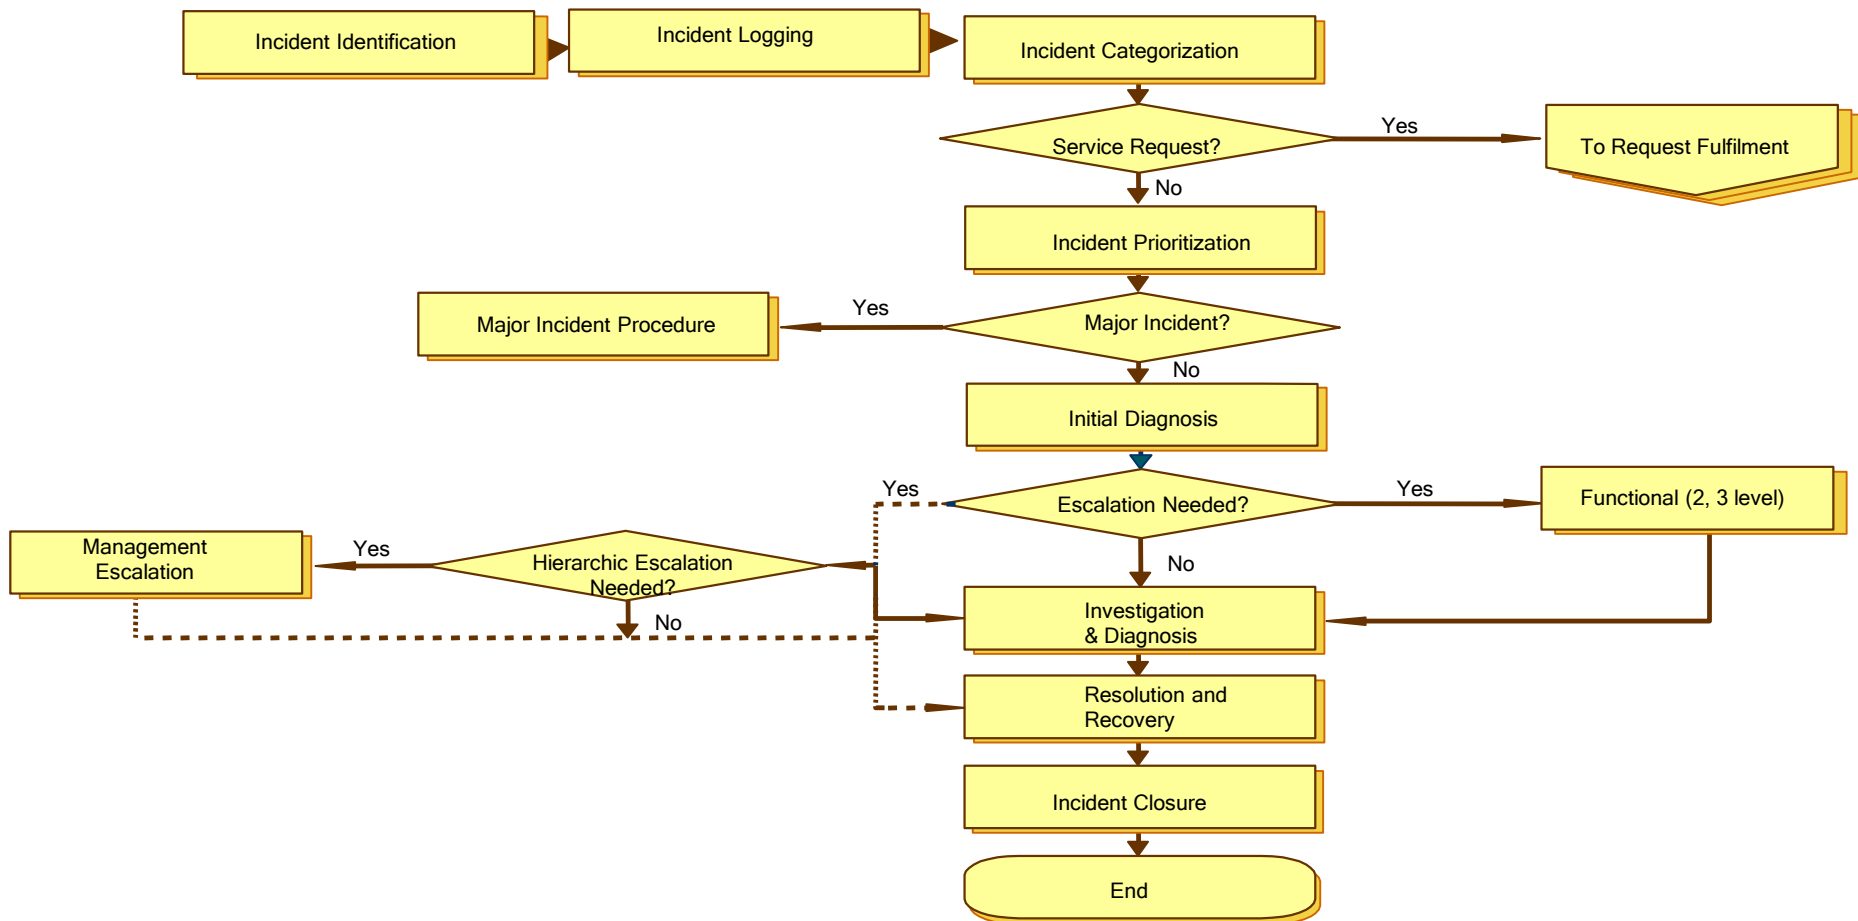 Incident Identification
Incident Logging
Incident Categorization
Service Request?
Yes
To Request Fulfilment
No
Incident Prioritization
Major Incident?
Yes
Major Incident Procedure
No
Initial Diagnosis
Yes
Escalation Needed?
Yes
Functional (2, 3 level)
Management
Escalation
Yes
Hierarchic Escalation
Needed?
No
No
Investigation
& Diagnosis
Resolution and
Recovery
Incident Closure
End